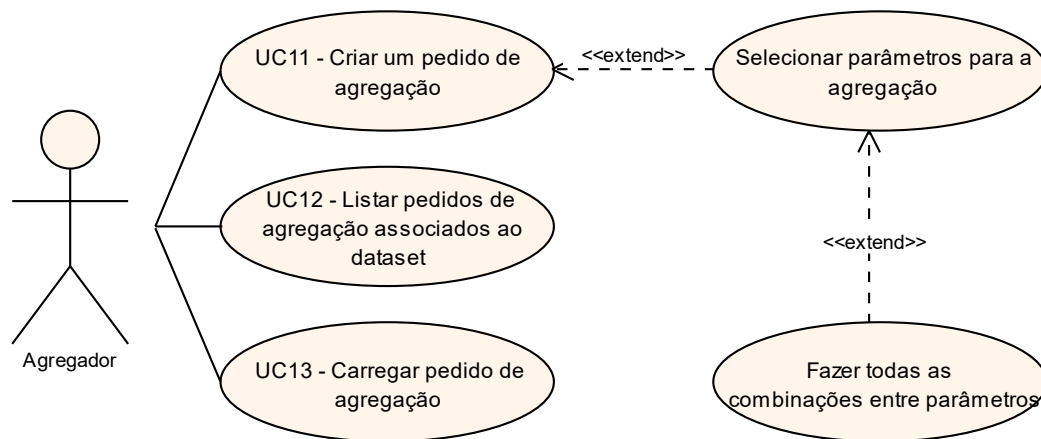 UC11 - Criar um pedido de
agregação
<<extend>>
Selecionar parâmetros para a
agregação
UC12 - Listar pedidos de
agregação associados ao
dataset
<<extend>>
Agregador
UC13 - Carregar pedido de
agregação
Fazer todas as
combinações entre parâmetros